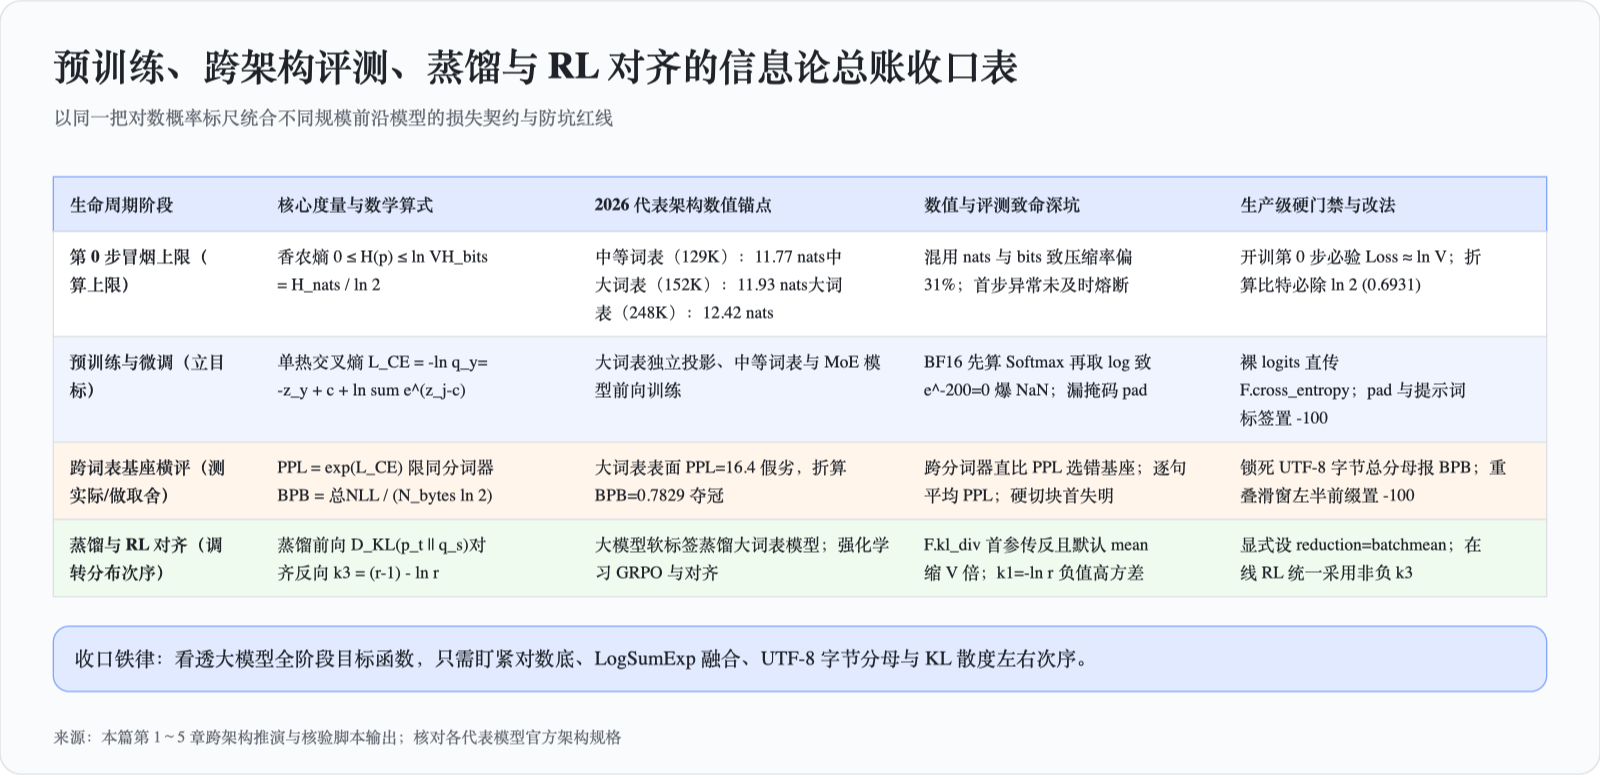 预训练、跨架构评测、蒸馏与 RL 对齐的信息论总账收口表
以同一把对数概率标尺统合不同规模前沿模型的损失契约与防坑红线
生命周期阶段
核心度量与数学算式
2026 代表架构数值锚点
数值与评测致命深坑
生产级硬门禁与改法
第 0 步冒烟上限（
算上限）
香农熵 0 ≤ H(p) ≤ ln VH_bits
= H_nats / ln 2
中等词表（129K）：11.77 nats中
大词表（152K）：11.93 nats大词
表（248K）：12.42 nats
混用 nats 与 bits 致压缩率偏
31%；首步异常未及时熔断
开训第 0 步必验 Loss ≈ ln V；折
算比特必除 ln 2 (0.6931)
预训练与微调（立目
标）
单热交叉熵 L_CE = -ln q_y=
-z_y + c + ln sum e^(z_j-c)
大词表独立投影、中等词表与 MoE 模
型前向训练
BF16 先算 Softmax 再取 log 致
e^-200=0 爆 NaN；漏掩码 pad
裸 logits 直传
F.cross_entropy；pad 与提示词
标签置 -100
跨词表基座横评（测
实际/做取舍）
PPL = exp(L_CE) 限同分词器
BPB = 总NLL / (N_bytes ln 2)
大词表表面 PPL=16.4 假劣，折算
BPB=0.7829 夺冠
跨分词器直比 PPL 选错基座；逐句
平均 PPL；硬切块首失明
锁死 UTF-8 字节总分母报 BPB；重
叠滑窗左半前缀置 -100
蒸馏与 RL 对齐（调
转分布次序）
蒸馏前向 D_KL(p_t || q_s)对
齐反向 k3 = (r-1) - ln r
大模型软标签蒸馏大词表模型；强化学
习 GRPO 与对齐
F.kl_div 首参传反且默认 mean
缩 V 倍；k1=-ln r 负值高方差
显式设 reduction=batchmean；在
线 RL 统一采用非负 k3
收口铁律：看透大模型全阶段目标函数，只需盯紧对数底、LogSumExp 融合、UTF-8 字节分母与 KL 散度左右次序。
来源：本篇第 1 ~ 5 章跨架构推演与核验脚本输出；核对各代表模型官方架构规格